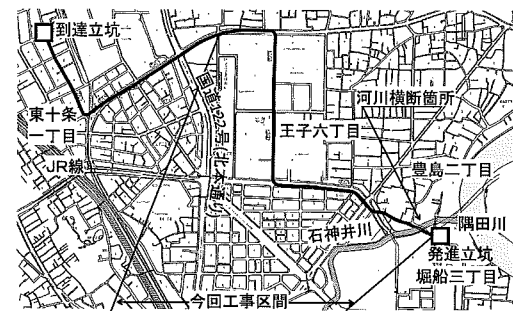 到達立坑
国道122号(北本通り)
東十条
一丁目
JR線
河川横断箇所
王子六丁目
豊島二丁目
石神井川
隅田川
発進立坑
堀船三丁目
今回工事区間